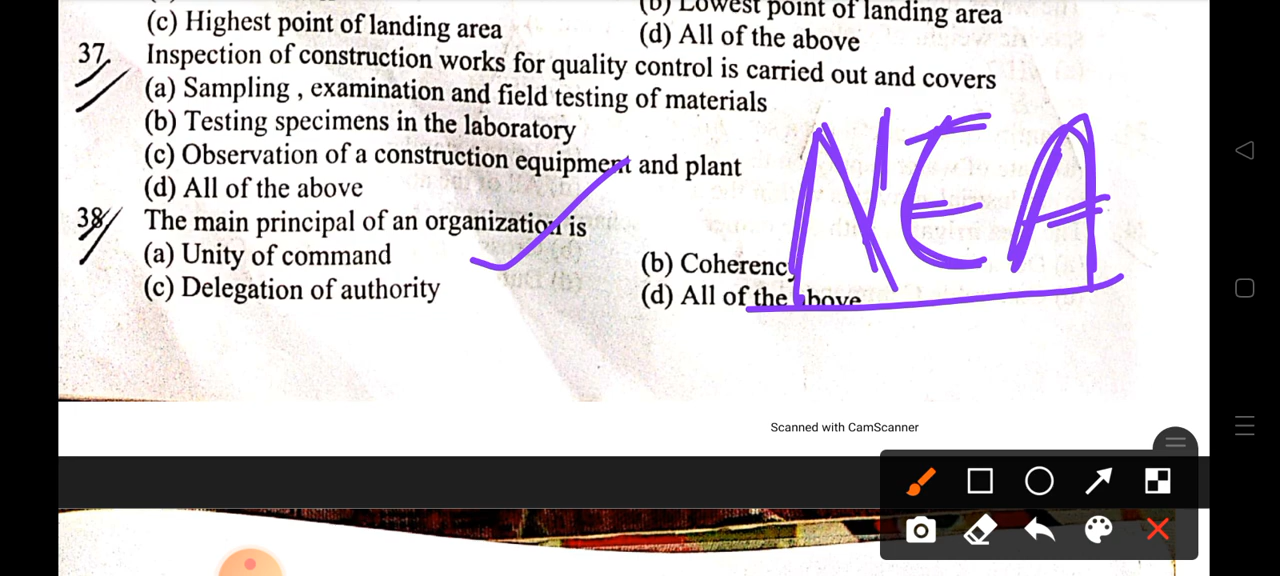 (c) Highest point of landing area
(b) Lowest point of landing area
(d) All of the above
37. Inspection of construction works for quality control is carried out and covers
(a) Sampling , examination and field testing of materials
(b) Testing specimens in the laboratory
(c) Observation of a construction equipment and plant
(d) All of the above
38. The main principal of an organization is
(a) Unity of command
(b) Coherency
(c) Delegation of authority
(d) All of the above
NEA
Scanned with CamScanner